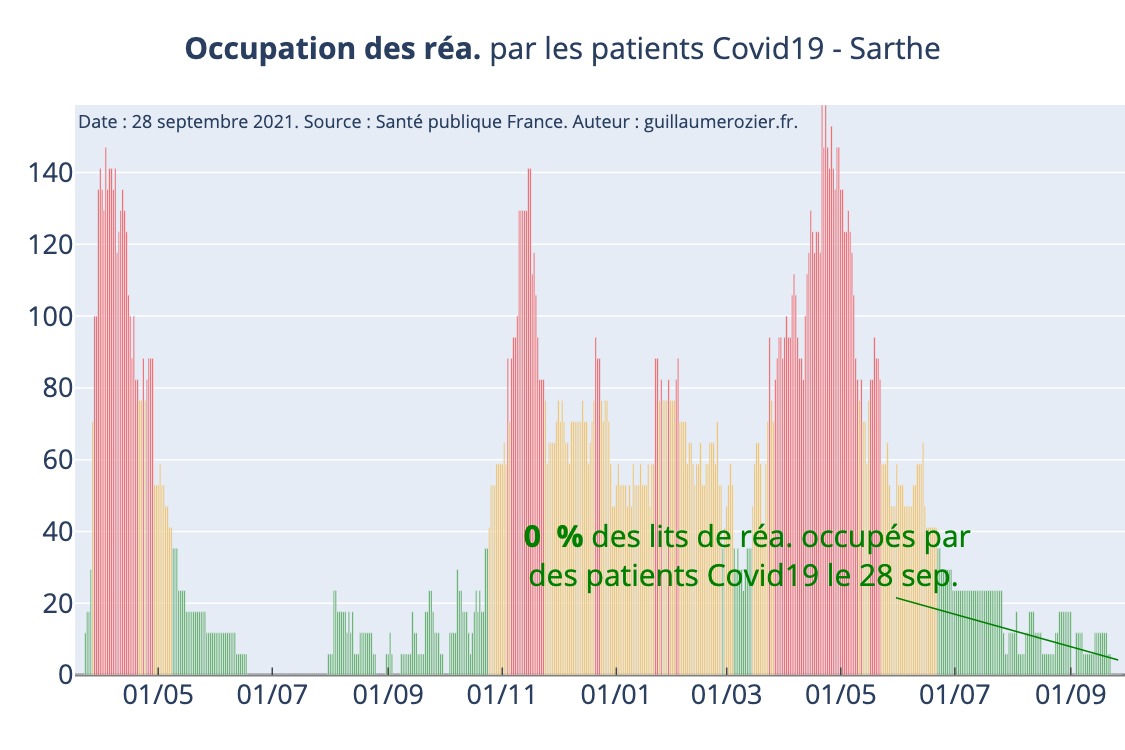 Occupation des réa. par les patients Covid19 - Sarthe
Date : 28 septembre 2021. Source : Santé publique France. Auteur : guillaumerozier.fr.
140
120
100
80
60
40
20
0
0 % des lits de réa. occupés par
des patients Covid19 le 28 sep.
01/05 01/07 01/09 01/11 01/01 01/03 01/05 01/07 01/09